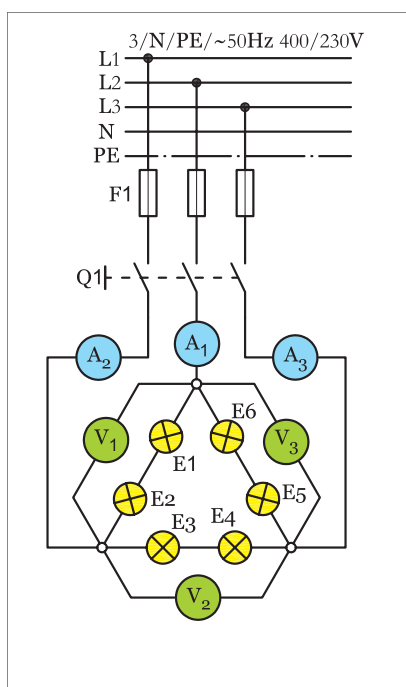 3/N/PE/~50Hz 400/230V
L1
L2
L3
N
PE
F1
Q1
A1
A2
A3
E6
V1
V3
E1
E2
E5
E3
E4
V2